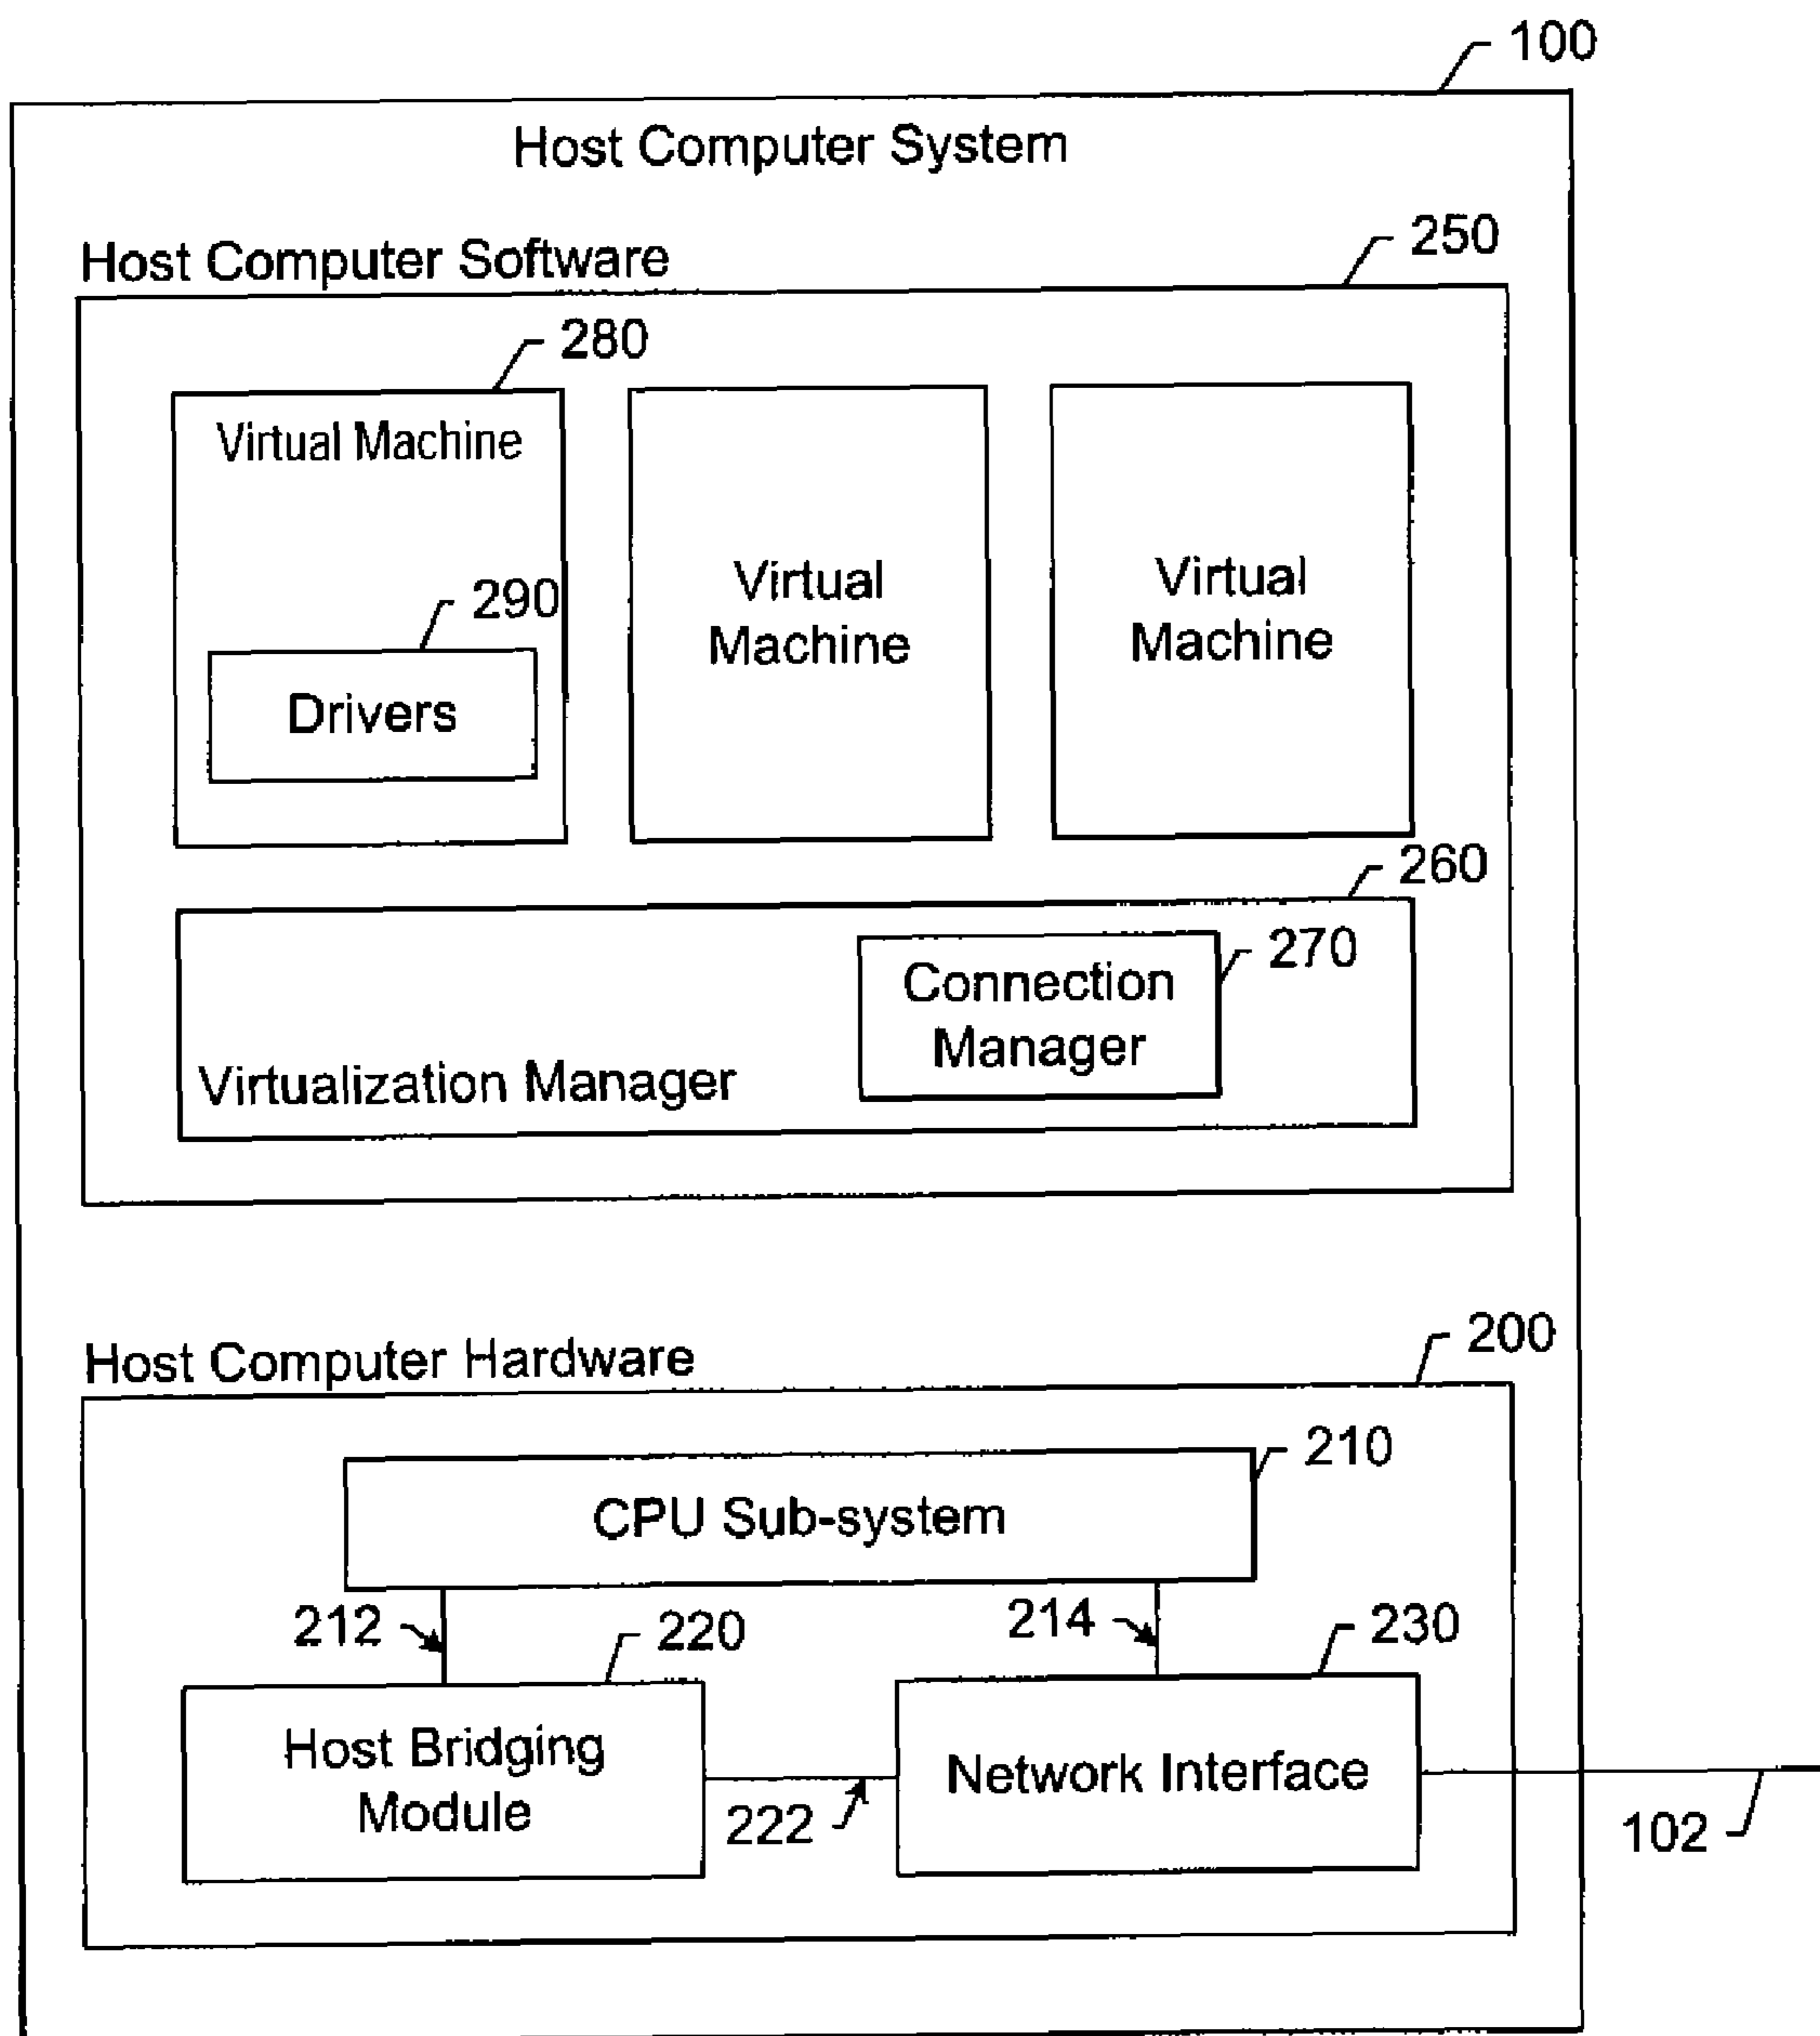 100
Host Computer System
Host Computer Software
250
280
Virtual Machine
290
Drivers
Virtual
Machine
Virtual
Machine
260
270
Connection
Manager
Virtualization Manager
Host Computer Hardware
200
210
CPU Sub-system
212
220
214
230
Host Bridging
Module
222
Network Interface
102